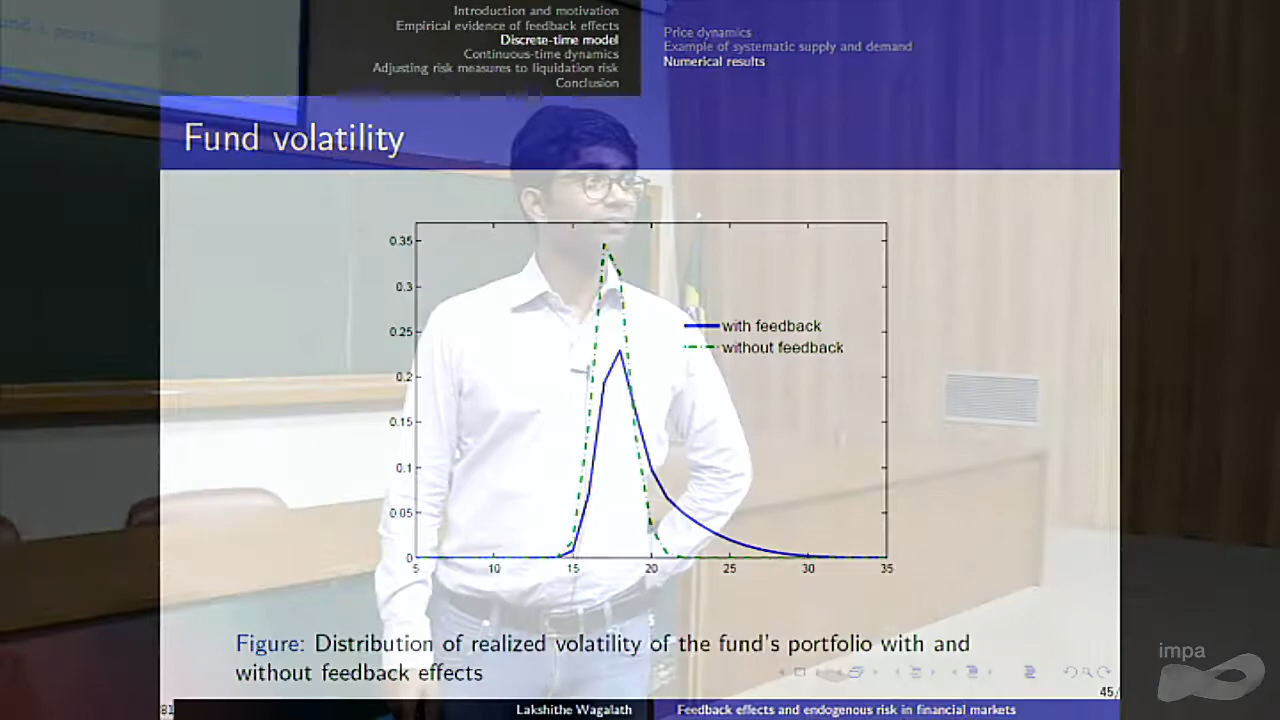 Introduction and motivation
Empirical evidence of feedback effects
Discrete-time model
Continuous-time dynamics
Adjusting risk measures to liquidation risk
Conclusion
Price dynamics
Example of systematic supply and demand
Numerical results
Fund volatility
0.35
0.3
0.25
0.2
0.15
0.1
0.05
0
5 10 15 20 25 30 35
with feedback
without feedback
Figure: Distribution of realized volatility of the fund's portfolio with and
without feedback effects
impa
45/
81
Lakshithe Wagalath
Feedback effects and endogenous risk in financial markets